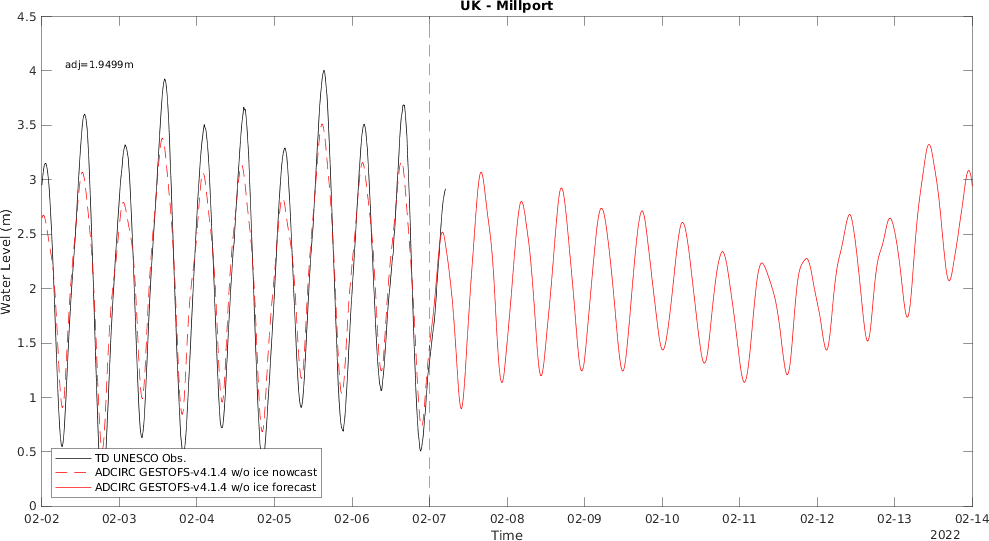 UK - Millport
4.5
4
3.5
3
2.5
2
1.5
1
0.5
0
Water Level (m)
adj=1.9499m
TD UNESCO Obs.
ADCIRC GESTOFS-v4.1.4 w/o ice nowcast
ADCIRC GESTOFS-v4.1.4 w/o ice forecast
02-02 02-03 02-04 02-05 02-06 02-07 02-08 02-09 02-10 02-11 02-12 02-13 02-14
Time
2022